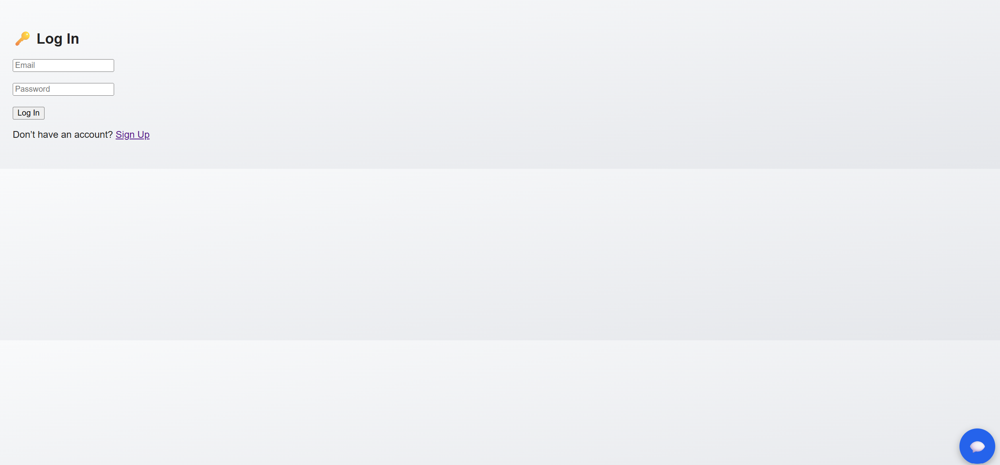 🔑 Log In
Email
Password
Log In
Don’t have an account? Sign Up